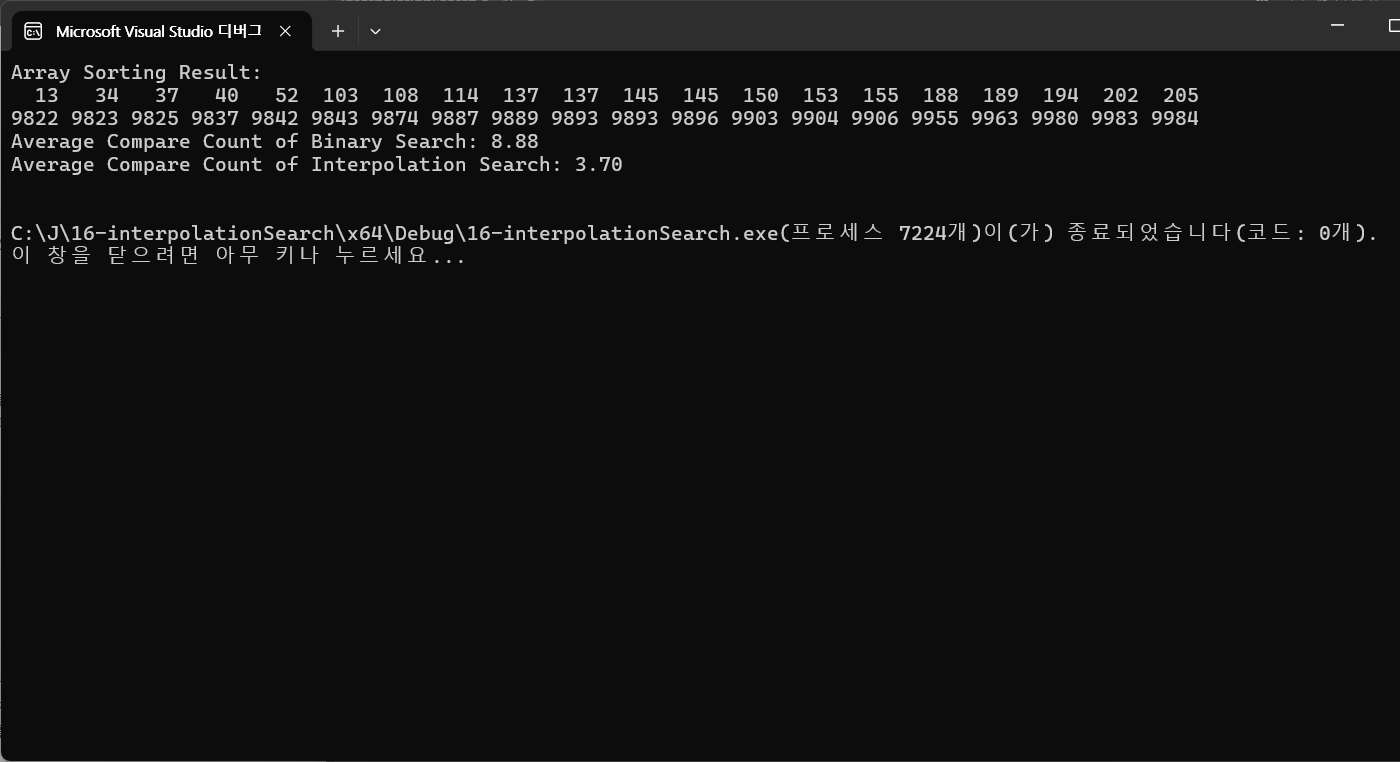 Microsoft Visual Studio 디버그
Array Sorting Result:
13 34 37 40 52 103 108 114 137 137 145 145 150 153 155 188 189 194 202 205
9822 9823 9825 9837 9842 9843 9874 9887 9889 9893 9893 9896 9903 9904 9906 9955 9963 9980 9983 9984
Average Compare Count of Binary Search: 8.88
Average Compare Count of Interpolation Search: 3.70
C:\J\16-interpolationSearch\x64\Debug\16-interpolationSearch.exe(프로세스 7224개)이(가) 종료되었습니다(코드: 0개).
이 창을 닫으려면 아무 키나 누르세요...